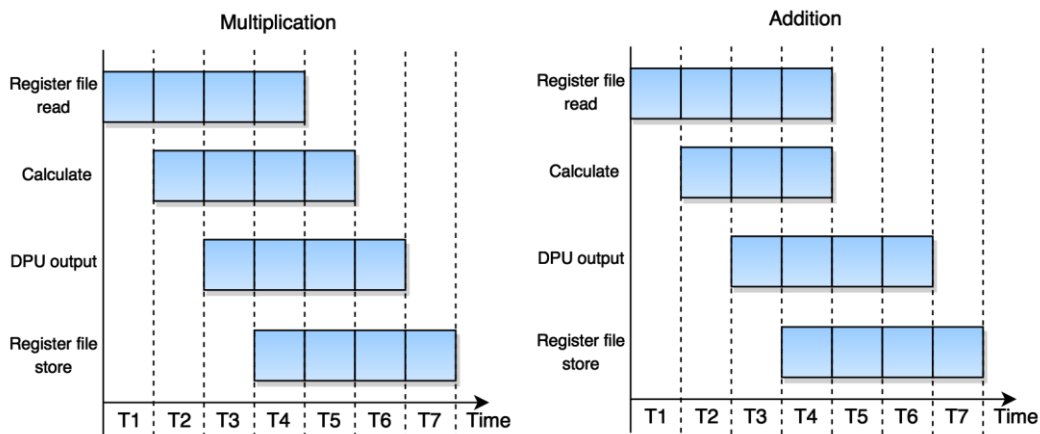 Multiplication
Register file
read
Calculate
DPU output
Register file
store
T1 T2 T3 T4 T5 T6 T7 Time
Addition
Register file
read
Calculate
DPU output
Register file
store
T1 T2 T3 T4 T5 T6 T7 Time